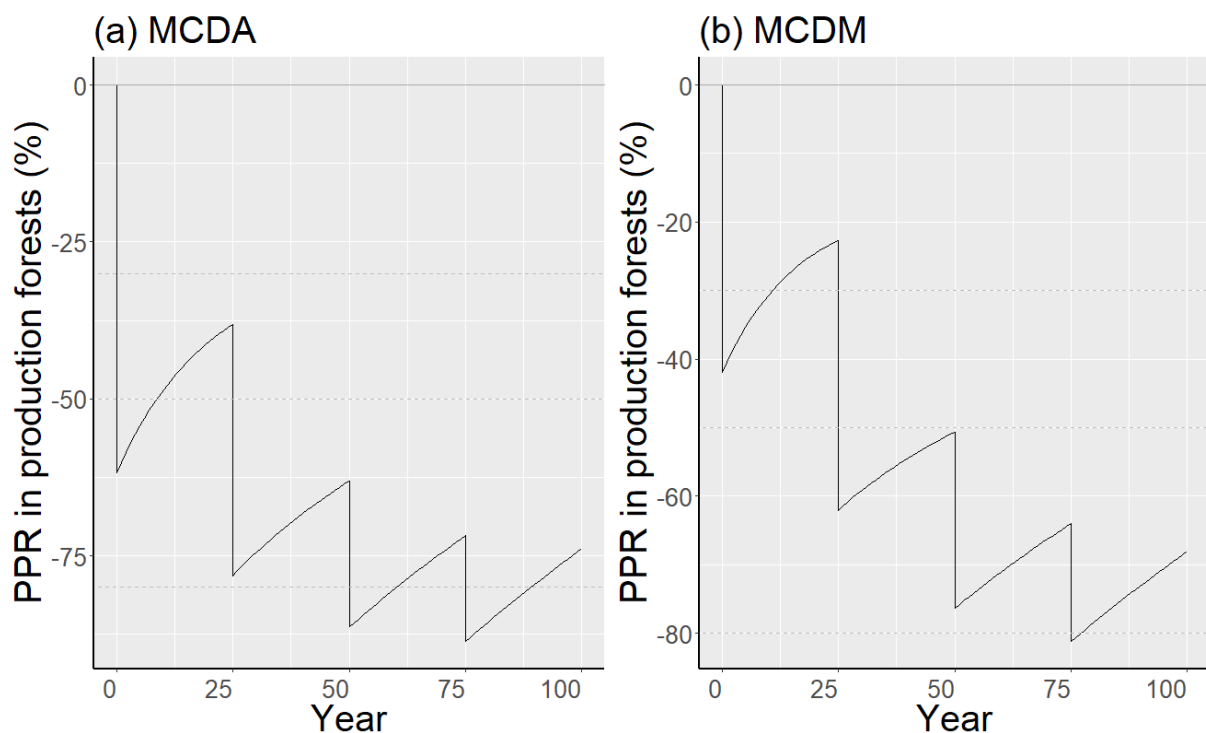 (a) MCDA
PPR in production forests (%)
0
-25
-50
-75
0 25 50 75 100
Year
(b) MCDM
PPR in production forests (%)
0
-20
-40
-60
-80
0 25 50 75 100
Year